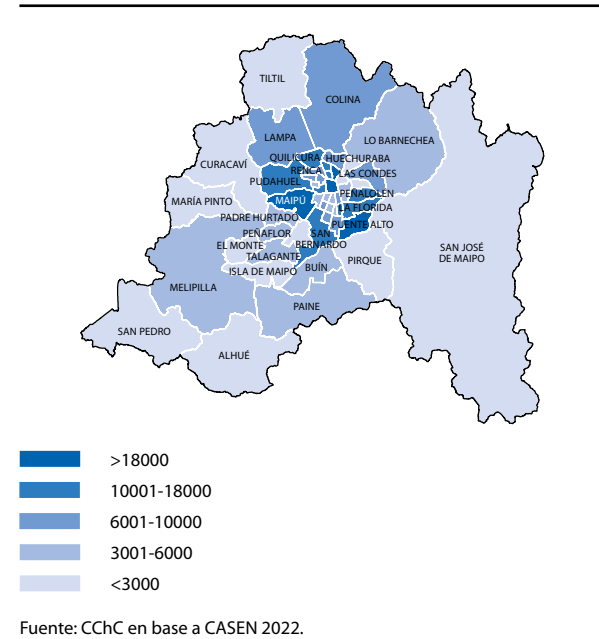 TILTIL
COLINA
LAMPA
LO BARNECHEA
QUILICURA
HUECHURABA
CURACAVÍ
RENCA
LAS CONDES
PUDAHUEL
PEÑALOLÉN
MARÍA PINTO
MAIPÚ
LA FLORIDA
PADRE HURTADO
PUENTE ALTO
PEÑAFLOR
SAN
BERNARDO
EL MONTE
TALAGANTE
SAN JOSÉ
DE MAIPO
PIRQUE
ISLA DE MAIPO
BUÍN
MELIPILLA
PAINE
SAN PEDRO
ALHUÉ
>18000
10001-18000
6001-10000
3001-6000
<3000
Fuente: CChC en base a CASEN 2022.